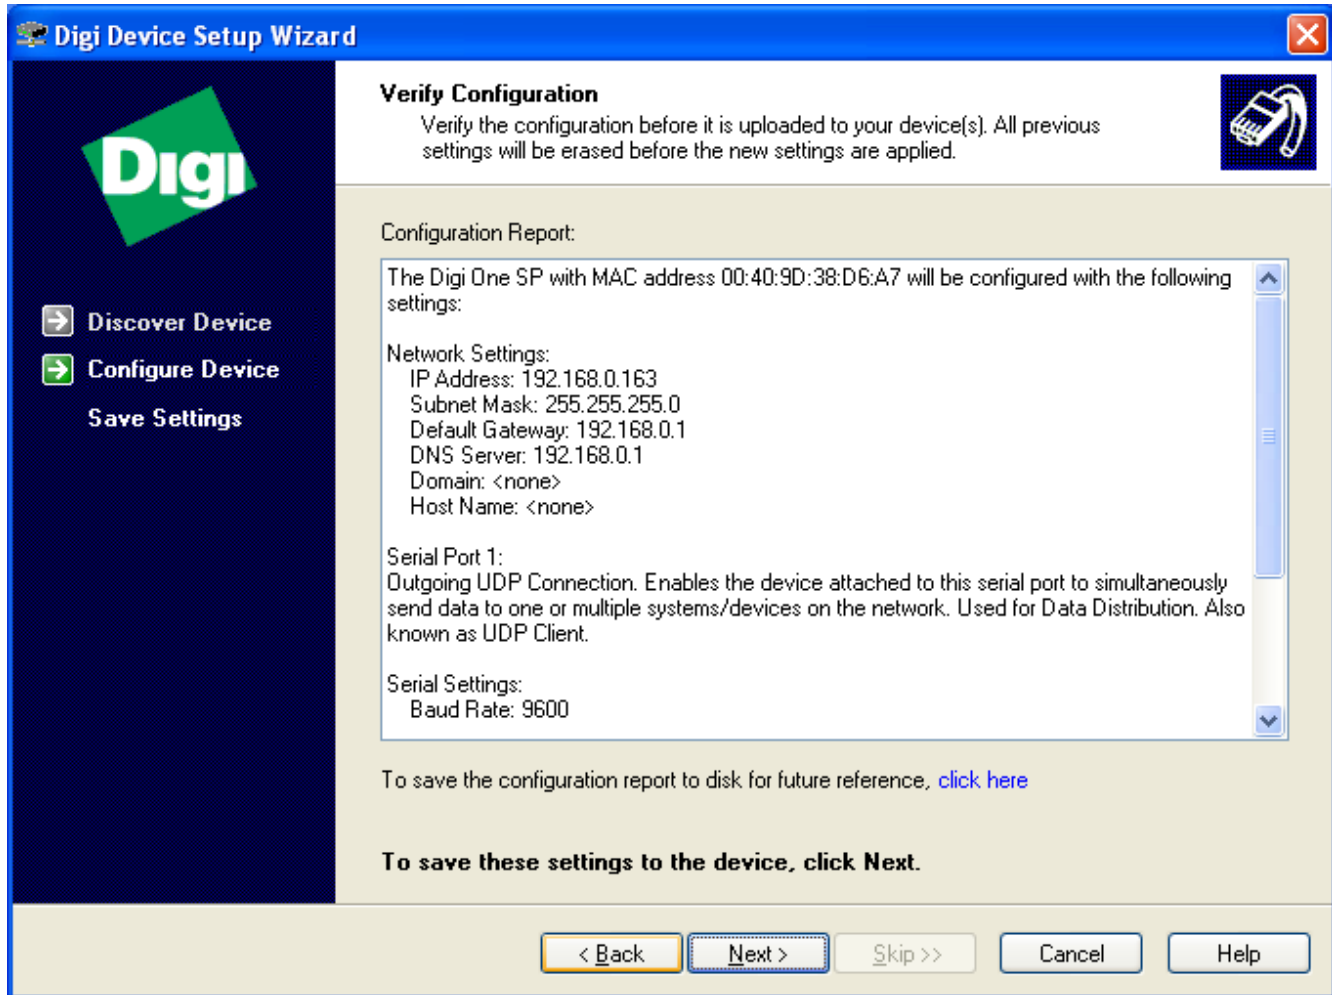 Digi Device Setup Wizard
Digi
Discover Device
Configure Device
Save Settings
Verify Configuration
Verify the configuration before it is uploaded to your device(s). All previous
settings will be erased before the new settings are applied.
Configuration Report:
The Digi One SP with MAC address 00:40:9D:38:D6:A7 will be configured with the following
settings:
Network Settings:
IP Address: 192.168.0.163
Subnet Mask: 255.255.255.0
Default Gateway: 192.168.0.1
DNS Server: 192.168.0.1
Domain: <none>
Host Name: <none>
Serial Port 1:
Outgoing UDP Connection. Enables the device attached to this serial port to simultaneously
send data to one or multiple systems/devices on the network. Used for Data Distribution. Also
known as UDP Client.
Serial Settings:
Baud Rate: 9600
To save the configuration report to disk for future reference, click here
To save these settings to the device, click Next.
< Back
Next >
Skip >>
Cancel
Help